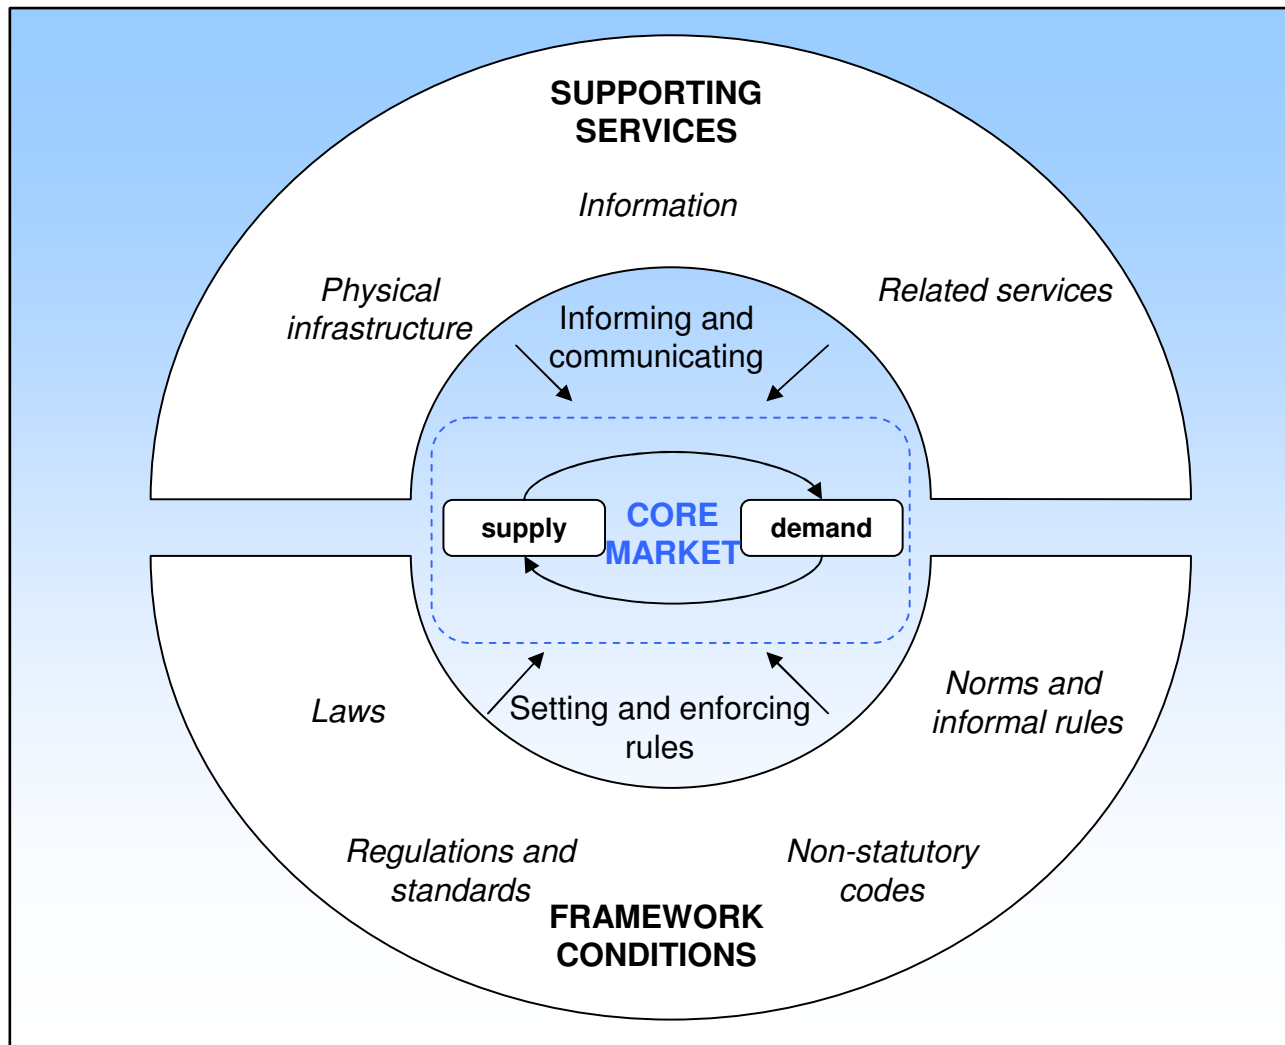 SUPPORTING
SERVICES
Information
Physical
infrastructure
Related services
Informing and
communicating
supply
CORE
MARKET
demand
Laws
Setting and enforcing
rules
Norms and
informal rules
Regulations and
standards
Non-statutory
codes
FRAMEWORK
CONDITIONS